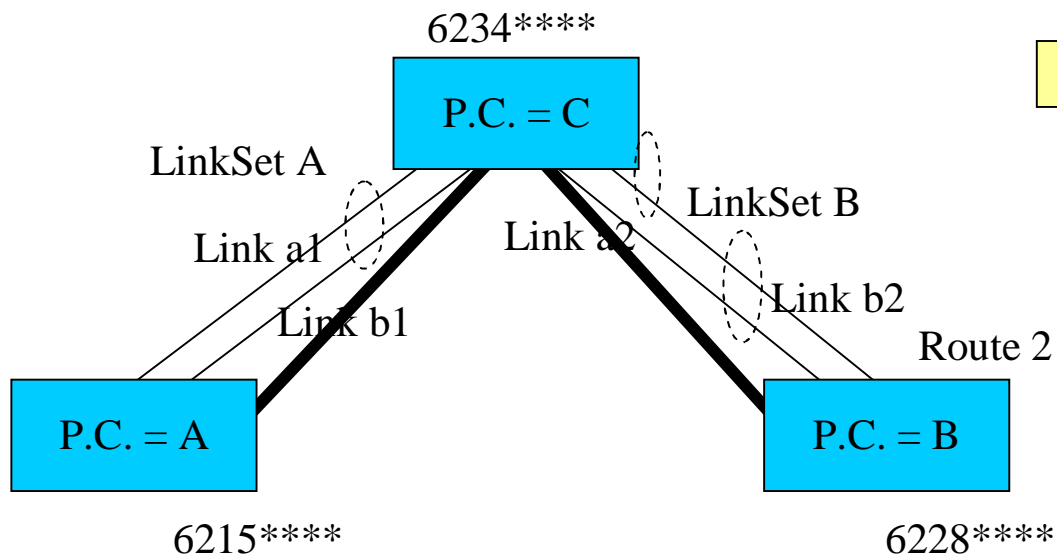 6234****
P.C. = C
LinkSet A
LinkSet B
Link a1
Link a2
Link b2
Link b1
Route 2
P.C. = A
P.C. = B
6215****
6228****